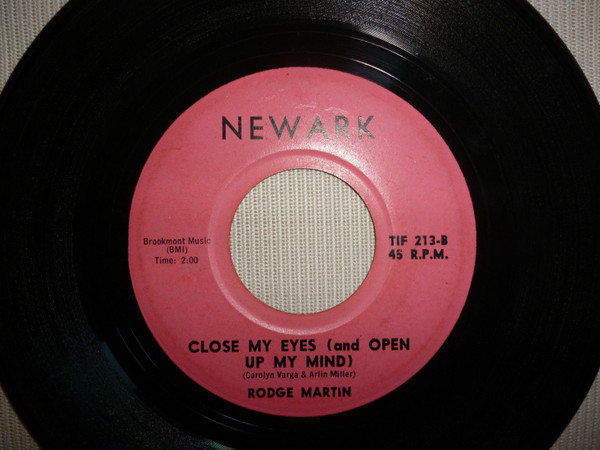 NEWARK
Brookmont Music
(BMI)
Time: 2:00
TIF 213-B
45 R.P.M.
CLOSE MY EYES (and OPEN
UP MY MIND)
(Carolyn Varga & Arlin Miller)
RODGE MARTIN